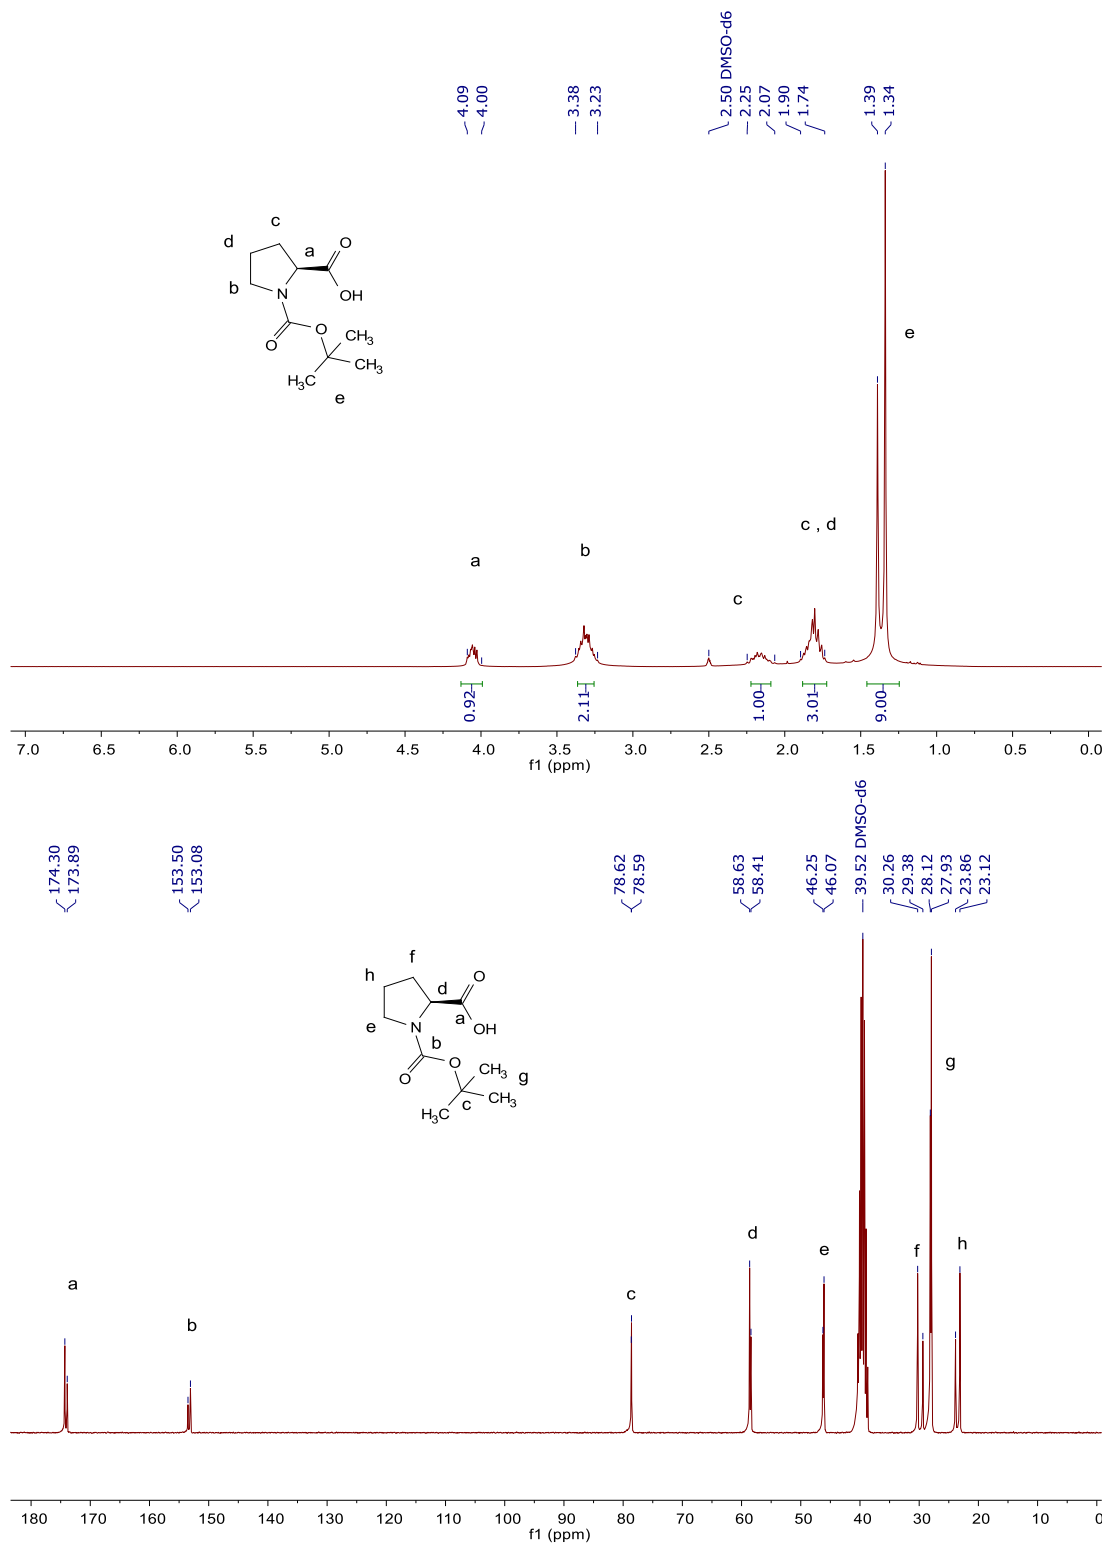 4.09
4.00
3.38
3.23
2.50 DMSO-d6
2.25
2.07
1.90
1.74
1.39
1.34
c
d
a
O
b
N
OH
O
O
CH3
CH3
H3C
e
e
c , d
b
a
c
0.92
2.11
1.00
3.01
9.00
7.0 6.5 6.0 5.5 5.0 4.5 4.0 3.5 3.0 2.5 2.0 1.5 1.0 0.5 0.0
f1 (ppm)
174.30
173.89
153.50
153.08
78.62
78.59
58.63
58.41
46.25
46.07
39.52 DMSO-d6
30.26
29.38
28.12
27.93
23.86
23.12
f
h
d
O
a
e
N
OH
b
O
O
CH3
g
c
CH3
H3C
g
d
e
f
h
a
c
b
180 170 160 150 140 130 120 110 100 90 80 70 60 50 40 30 20 10 0
f1 (ppm)